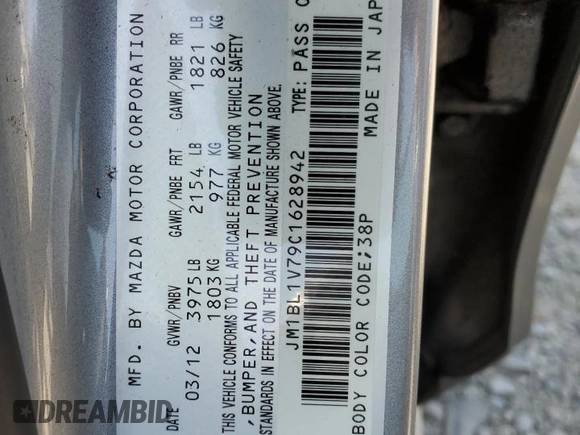 MFD. BY MAZDA MOTOR CORPORATION
GVWR/PNBV GAWR/PNBE FRT GAWR/PNBE RR
DATE 03/12 3975 LB 2154 LB 1821 LB
1803 KG 977 KG 826 KG
THIS VEHICLE CONFORMS TO ALL APPLICABLE FEDERAL MOTOR VEHICLE SAFETY
, BUMPER, AND THEFT PREVENTION
STANDARDS IN EFFECT ON THE DATE OF MANUFACTURE SHOWN ABOVE.
JM1BL1V79C1628942 TYPE: PASS C
BODY COLOR CODE;38P MADE IN JAP
DREAMBID